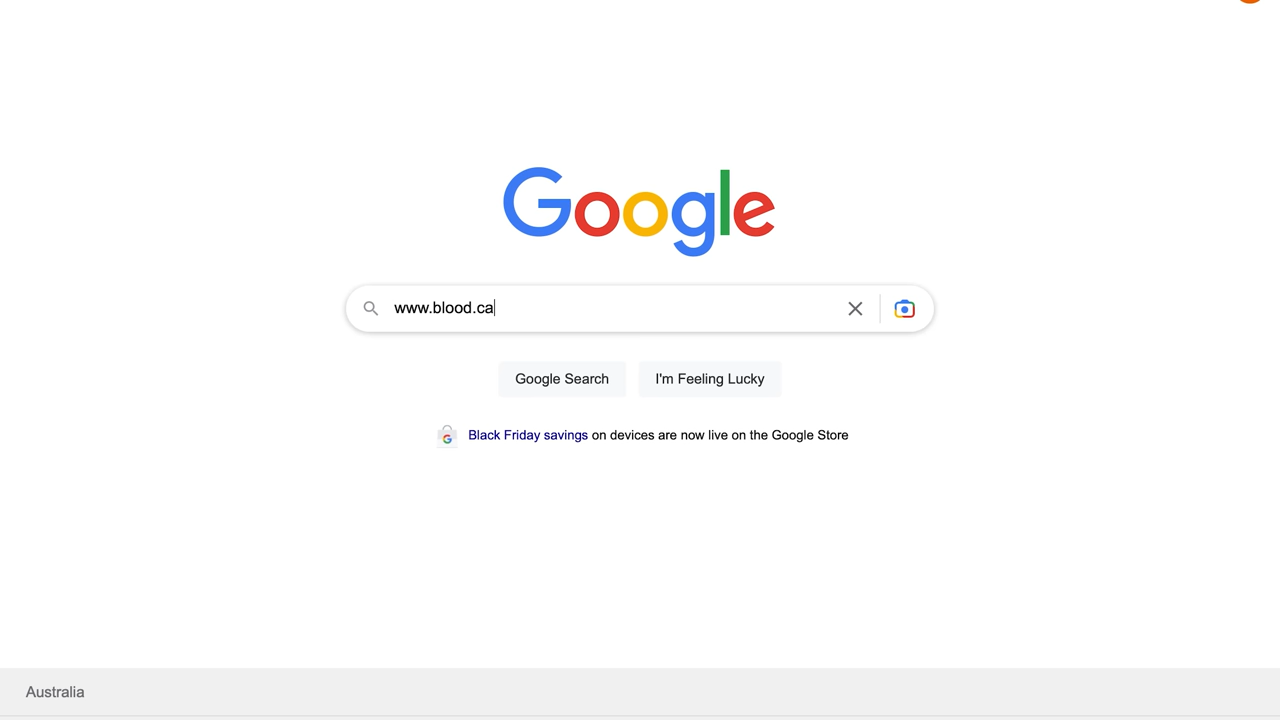 Google
www.blood.ca
Google Search
I'm Feeling Lucky
Black Friday savings on devices are now live on the Google Store
Australia